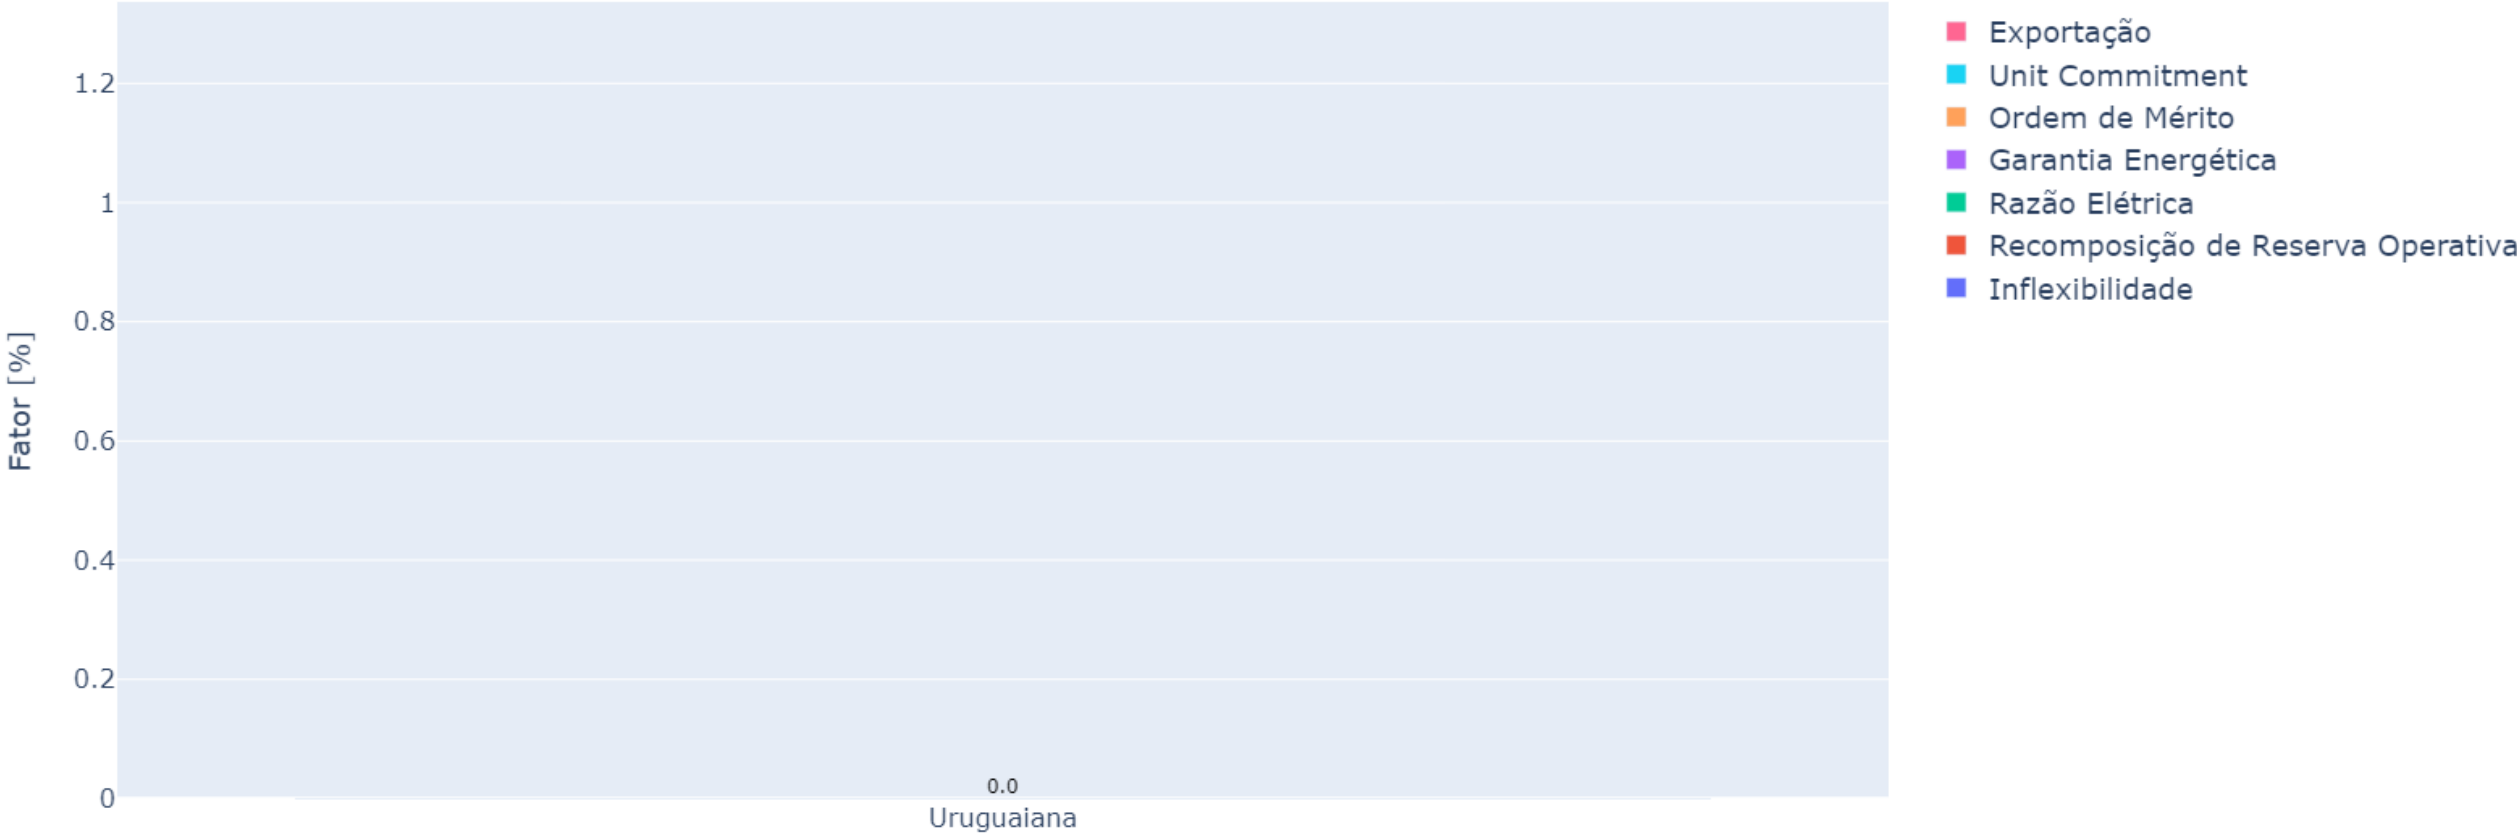 Fator [%]
1.2
1
0.8
0.6
0.4
0.2
0
0.0
Uruguaiana
Exportação
Unit Commitment
Ordem de Mérito
Garantia Energética
Razão Elétrica
Recomposição de Reserva Operativa
Inflexibilidade